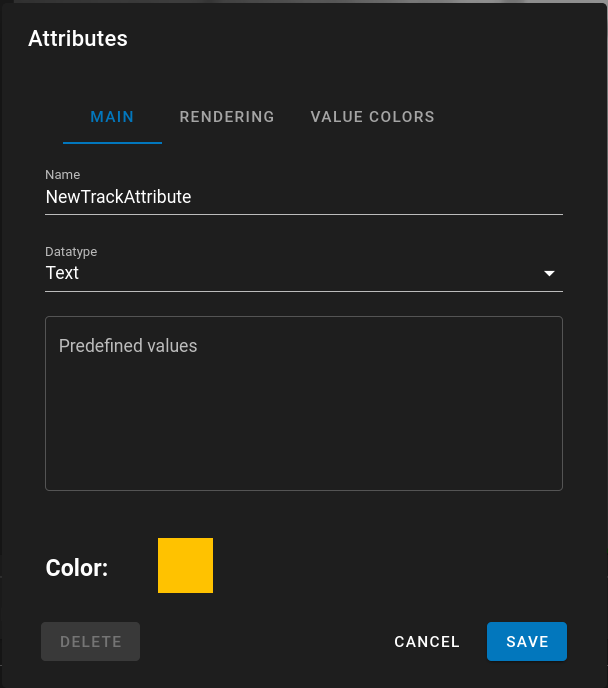 Attributes
MAIN RENDERING VALUE COLORS
Name
NewTrackAttribute
Datatype
Text
Predefined values
Color:
DELETE CANCEL SAVE